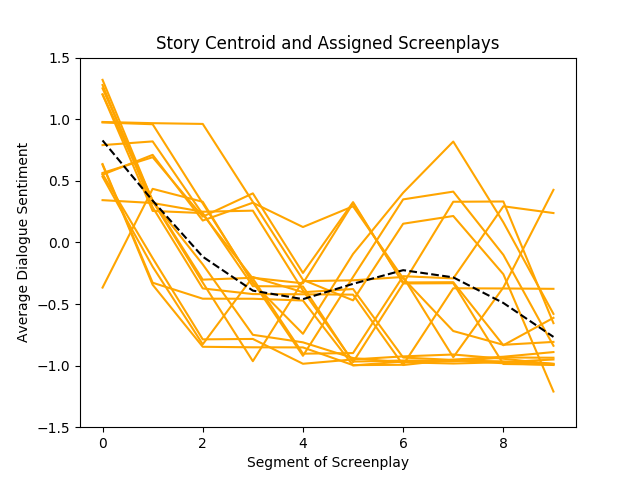 Story Centroid and Assigned Screenplays
1.5
1.0
0.5
0.0
−0.5
−1.0
−1.5
Average Dialogue Sentiment
0 2 4 6 8
Segment of Screenplay